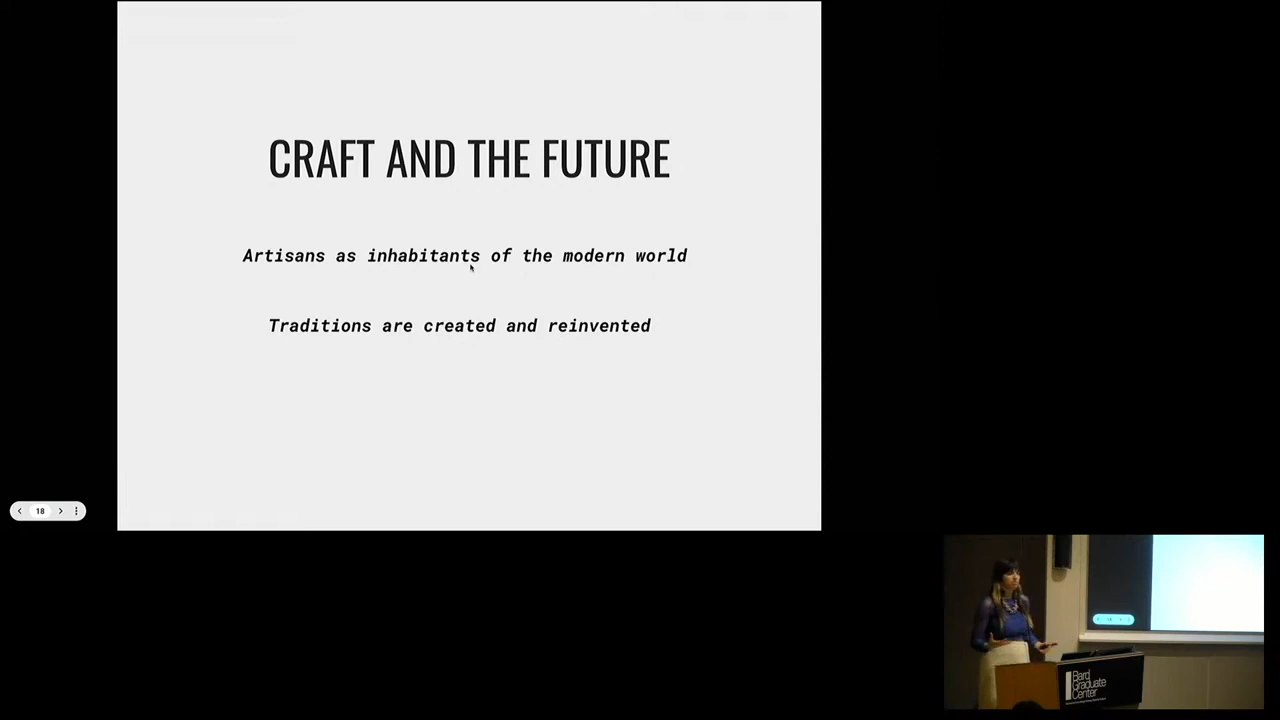 CRAFT AND THE FUTURE
Artisans as inhabitants of the modern world
Traditions are created and reinvented
18
Bard
Graduate
Center